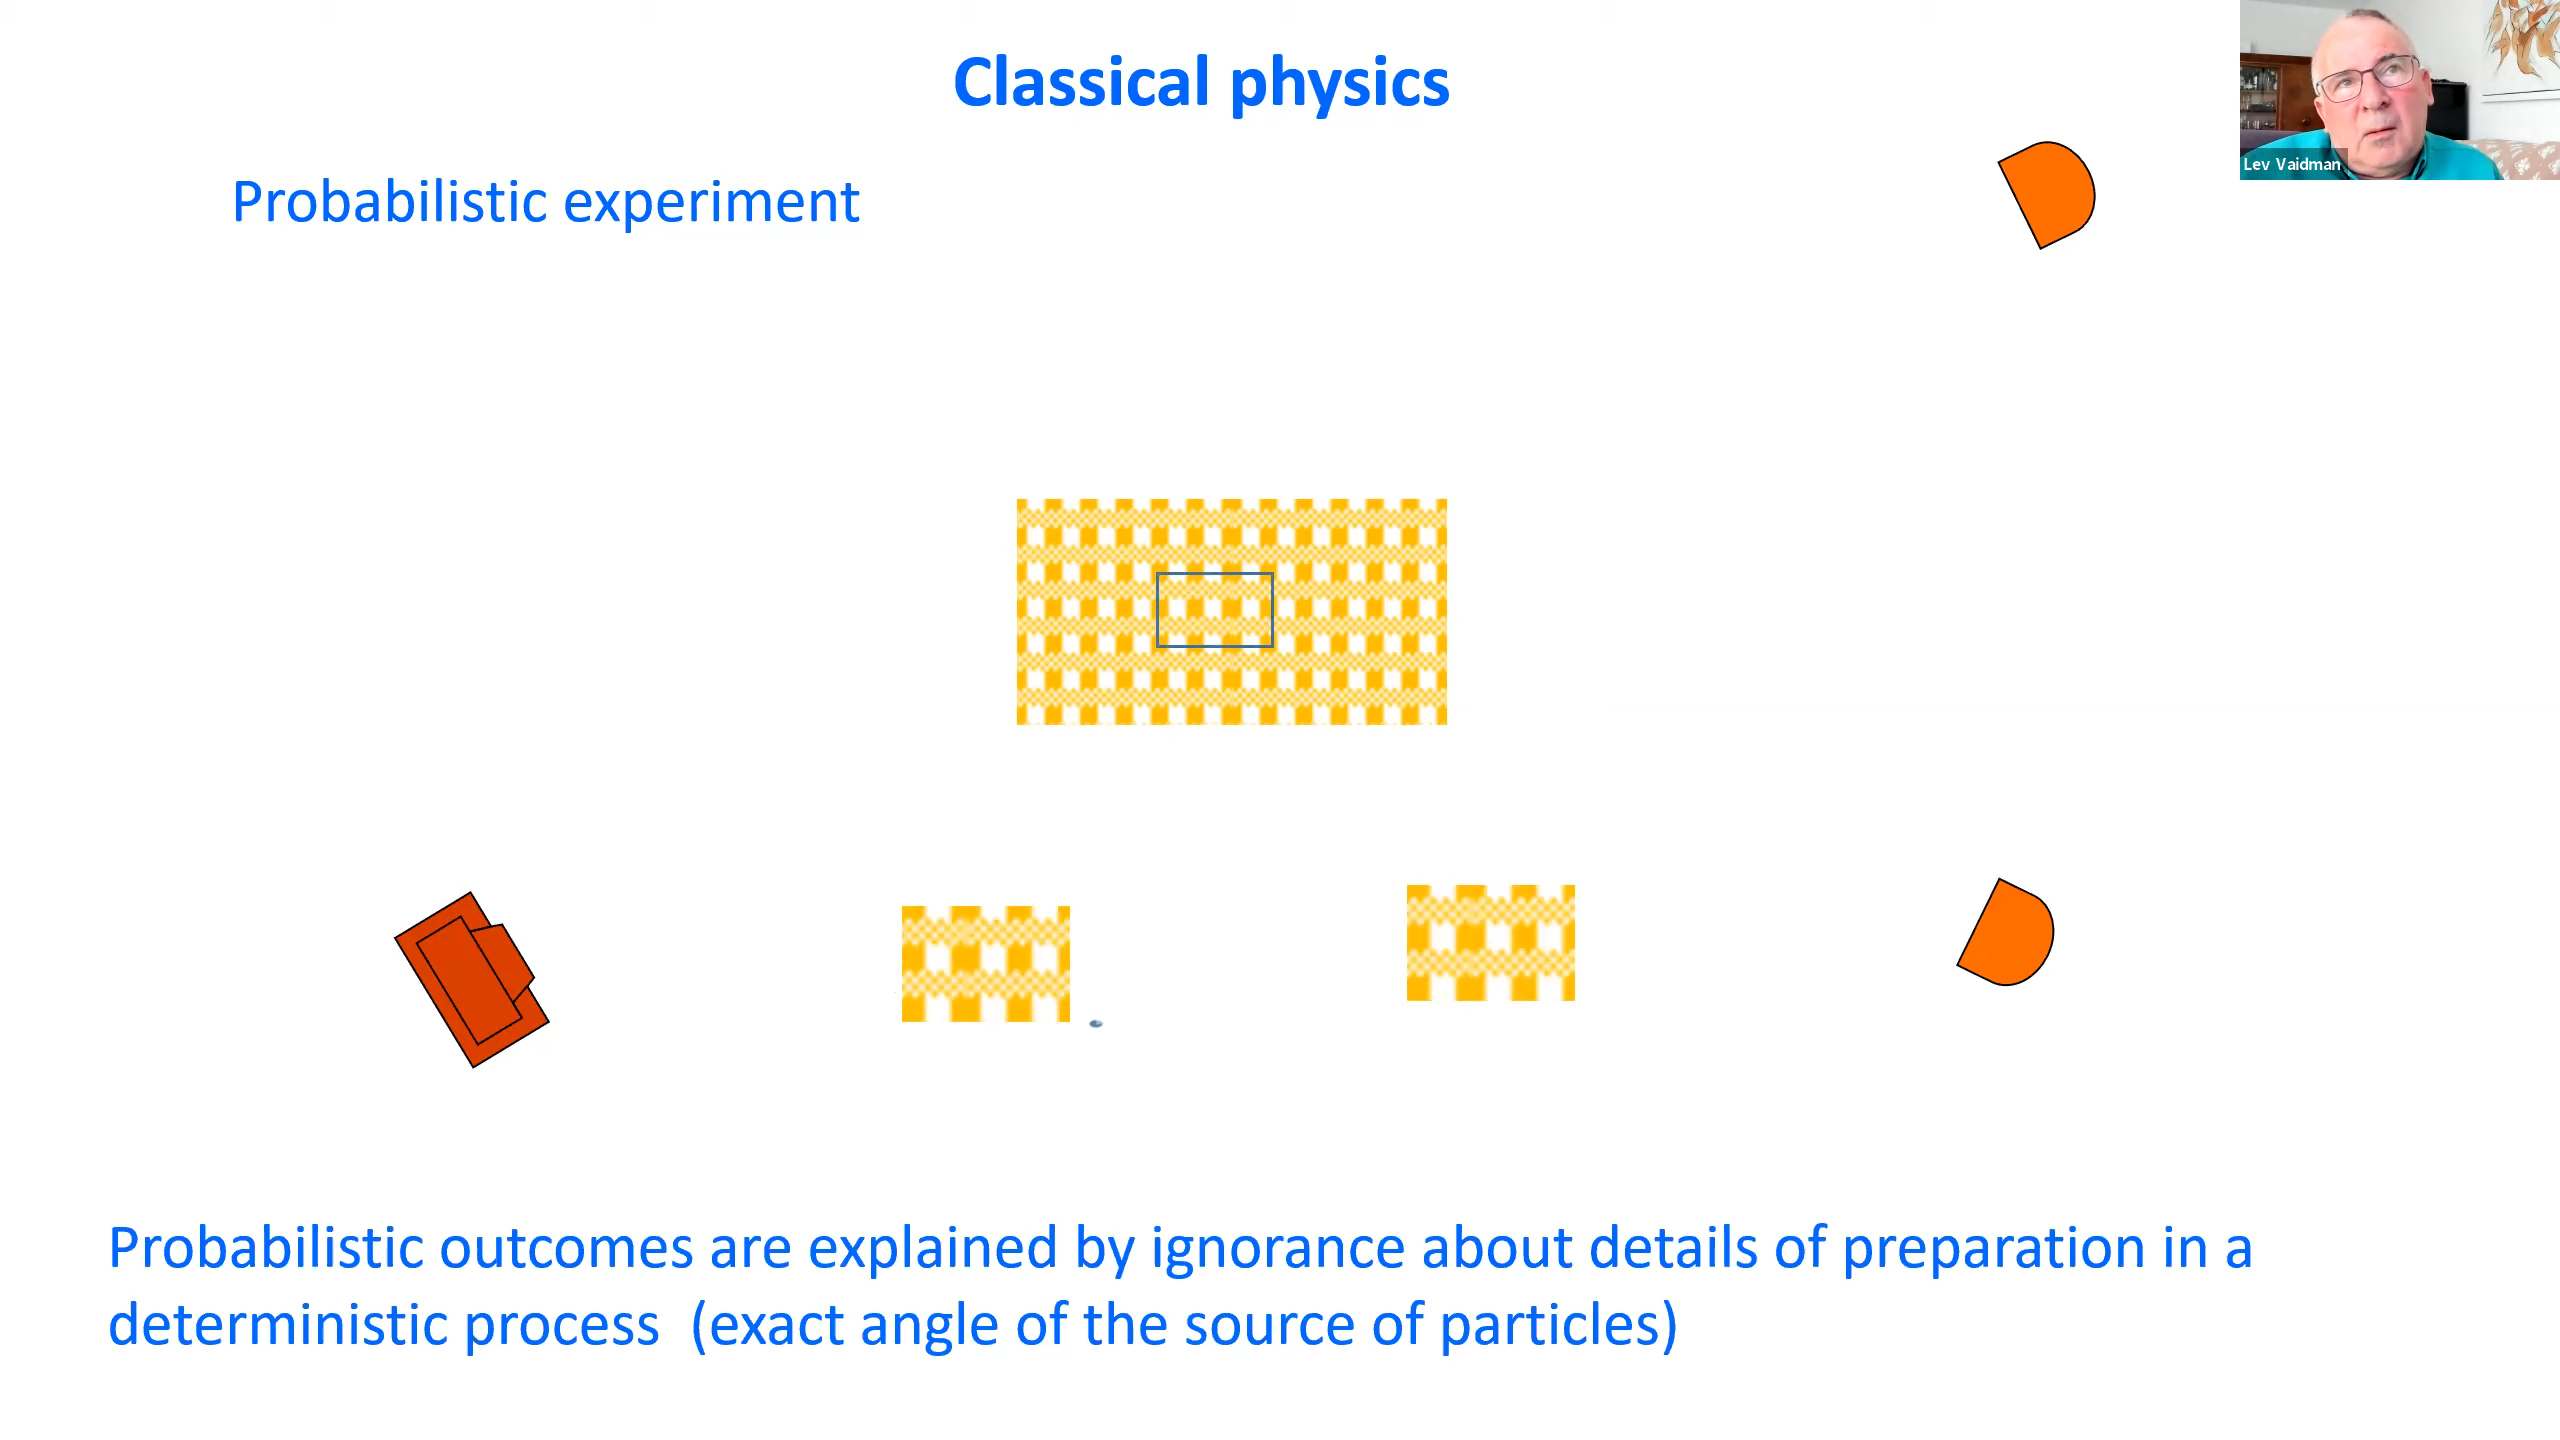 Classical physics
Probabilistic experiment
Lev Vaidman
Probabilistic outcomes are explained by ignorance about details of preparation in a
deterministic process (exact angle of the source of particles)